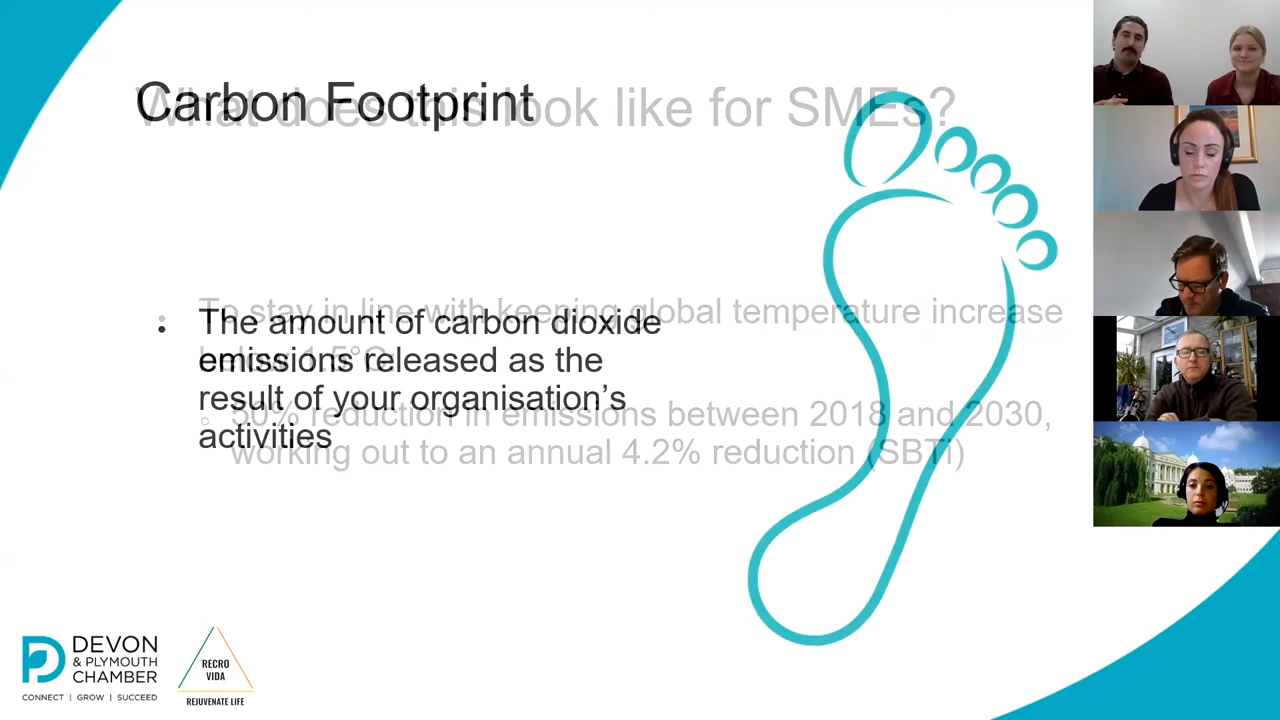 Carbon Footprint
What does this look like for SMEs?
To stay in line with keeping global temperature increase
below 1.5°C
50% reduction in emissions between 2018 and 2030,
working out to an annual 4.2% reduction (SBTi)
The amount of carbon dioxide
emissions released as the
result of your organisation’s
activities
DEVON
& PLYMOUTH
CHAMBER
CONNECT | GROW | SUCCEED
RECRO
VIDA
REJUVENATE LIFE